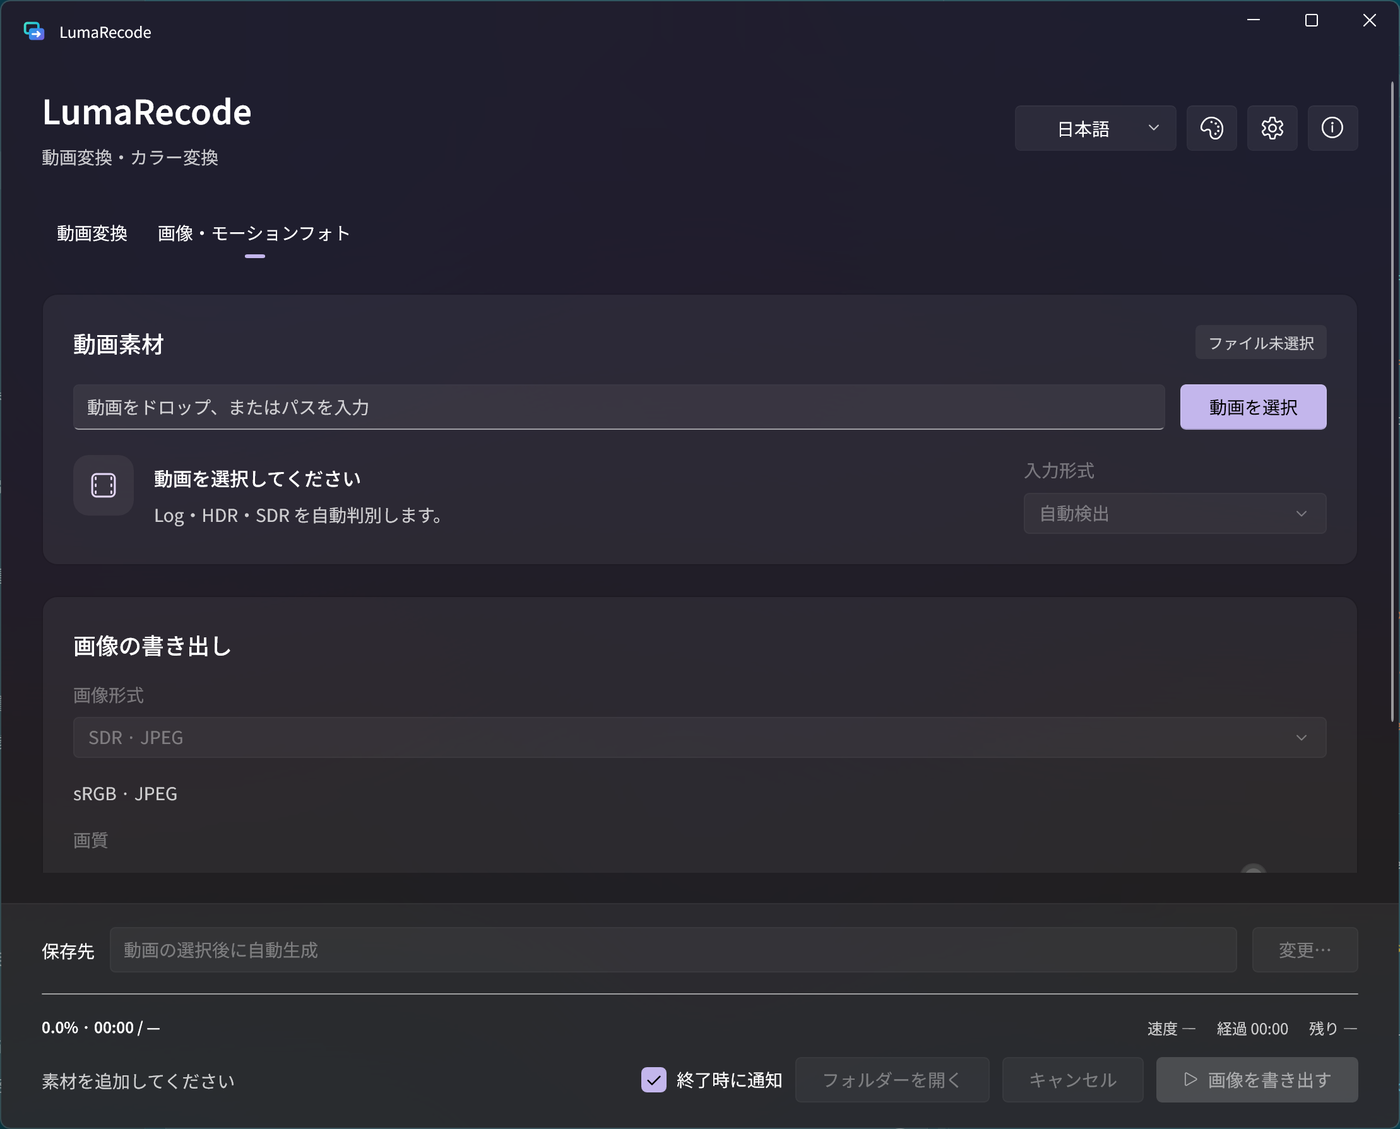 LumaRecode
LumaRecode
動画変換・カラー変換
日本語
動画変換
画像・モーションフォト
動画素材
ファイル未選択
動画をドロップ、またはパスを入力
動画を選択
動画を選択してください
Log・HDR・SDR を自動判別します。
入力形式
自動検出
画像の書き出し
画像形式
SDR · JPEG
sRGB · JPEG
画質
保存先
動画の選択後に自動生成
変更…
0.0% · 00:00 / —
速度 —
経過 00:00
残り —
素材を追加してください
終了時に通知
フォルダーを開く
キャンセル
画像を書き出す